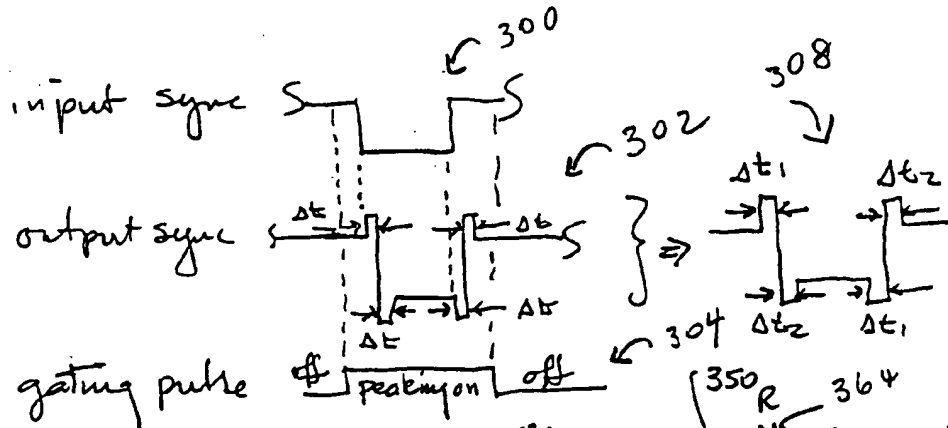 300
308
input sync
302
Δt1 Δt2
Δt Δt
output sync
Δt2 Δt1
Δt Δt
304
gating pulse off peaking on off
350 R 364